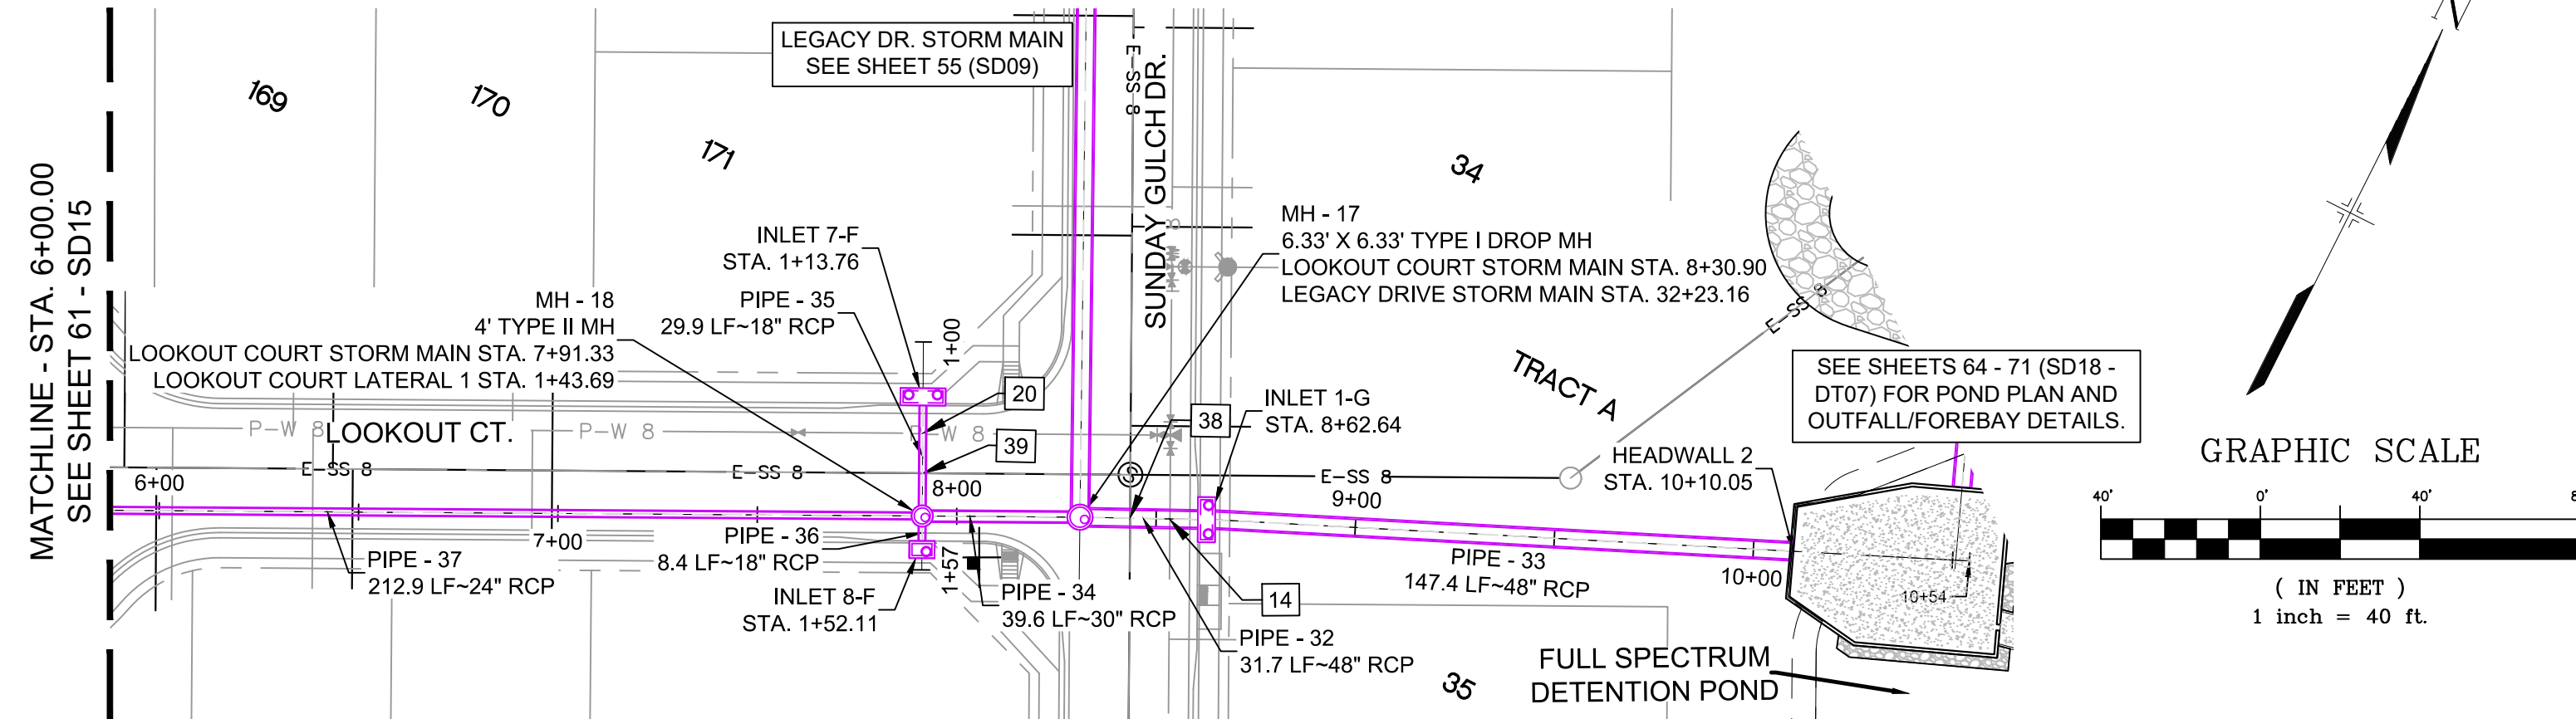 MATCHLINE - STA. 6+00.00
SEE SHEET 61 - SD15
169
170
171
LEGACY DR. STORM MAIN
SEE SHEET 55 (SD09)
E-SS 8
SUNDAY GULCH DR.
34
N
INLET 7-F
STA. 1+13.76
PIPE - 35
29.9 LF~18" RCP
MH - 18
4' TYPE II MH
LOOKOUT COURT STORM MAIN STA. 7+91.33
LOOKOUT COURT LATERAL 1 STA. 1+43.69
1+00
MH - 17
6.33' X 6.33' TYPE I DROP MH
LOOKOUT COURT STORM MAIN STA. 8+30.90
LEGACY DRIVE STORM MAIN STA. 32+23.16
8
E-SS 8
TRACT A
SEE SHEETS 64 - 71 (SD18 -
DT07) FOR POND PLAN AND
OUTFALL/FOREBAY DETAILS.
20
39
38
14
INLET 1-G
STA. 8+62.64
HEADWALL 2
STA. 10+10.05
P-W 8
LOOKOUT CT.
P-W 8
P-W 8
E-SS 8
E-SS 8
E-SS 8
S
6+00
7+00
8+00
9+00
10+00
10+54
PIPE - 37
212.9 LF~24" RCP
PIPE - 36
8.4 LF~18" RCP
INLET 8-F
STA. 1+52.11
1+57
PIPE - 34
39.6 LF~30" RCP
PIPE - 33
147.4 LF~48" RCP
PIPE - 32
31.7 LF~48" RCP
35
FULL SPECTRUM
DETENTION POND
GRAPHIC SCALE
40' 0' 40'
( IN FEET )
1 inch = 40 ft.